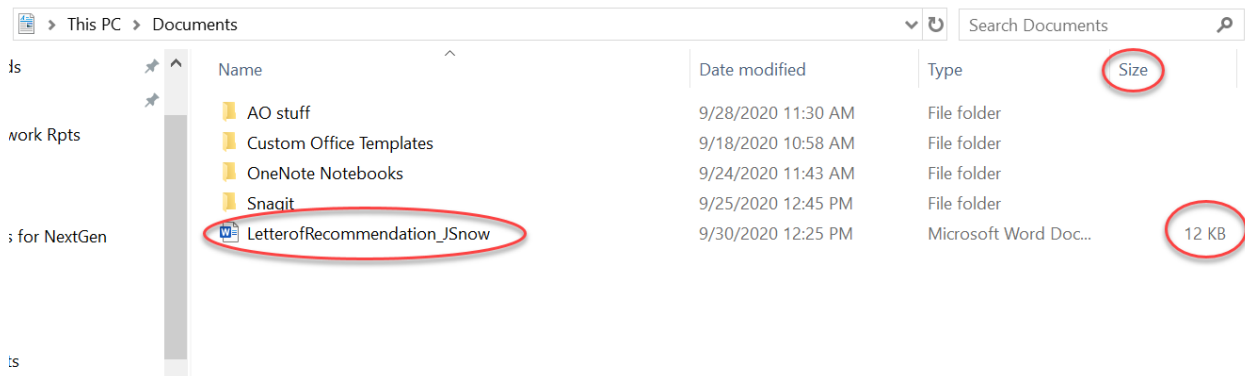 This PC > Documents
Search Documents
ds
Name Date modified Type Size
AO stuff 9/28/2020 11:30 AM File folder
work Rpts
Custom Office Templates 9/18/2020 10:58 AM File folder
OneNote Notebooks 9/24/2020 11:43 AM File folder
Snagit 9/25/2020 12:45 PM File folder
s for NextGen
LetterofRecommendation_JSnow 9/30/2020 12:25 PM Microsoft Word Doc... 12 KB
ts